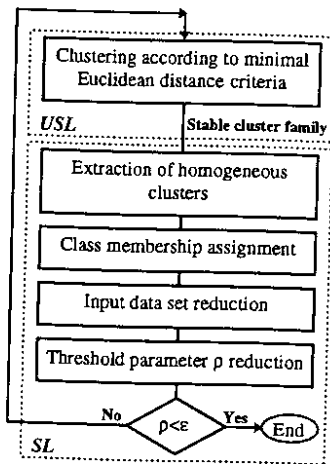 Clustering according to minimal
Euclidean distance criteria
USL
Stable cluster family
Extraction of homogeneous
clusters
Class membership assignment
Input data set reduction
Threshold parameter ρ reduction
No
ρ<ε
Yes
End
SL